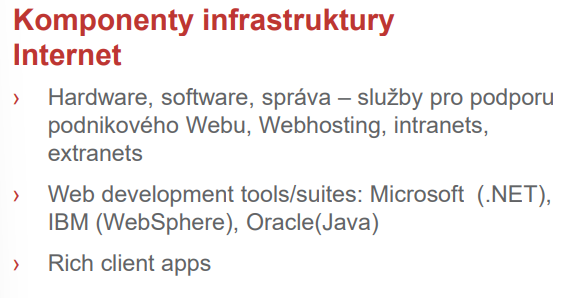 Komponenty infrastruktury
Internet
› Hardware, software, správa – služby pro podporu
podnikového Webu, Webhosting, intranets,
extranets
› Web development tools/suites: Microsoft  (.NET),
IBM (WebSphere), Oracle(Java)
› Rich client apps